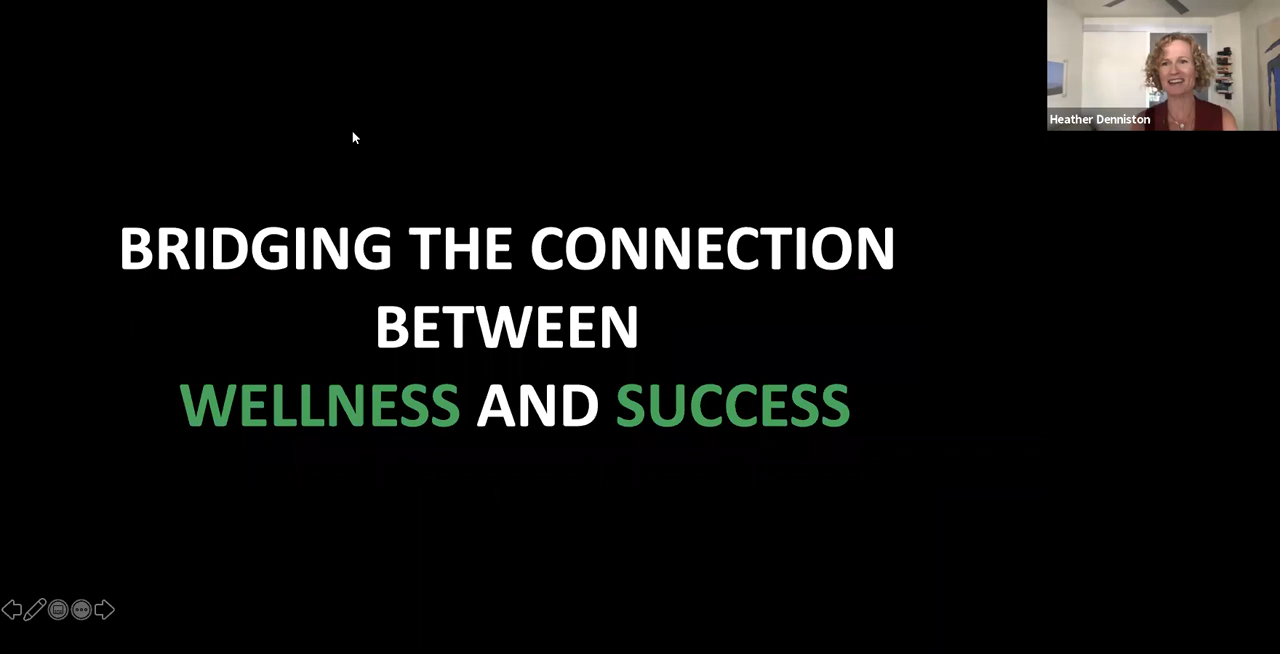 Heather Denniston
BRIDGING THE CONNECTION
BETWEEN
WELLNESS AND SUCCESS